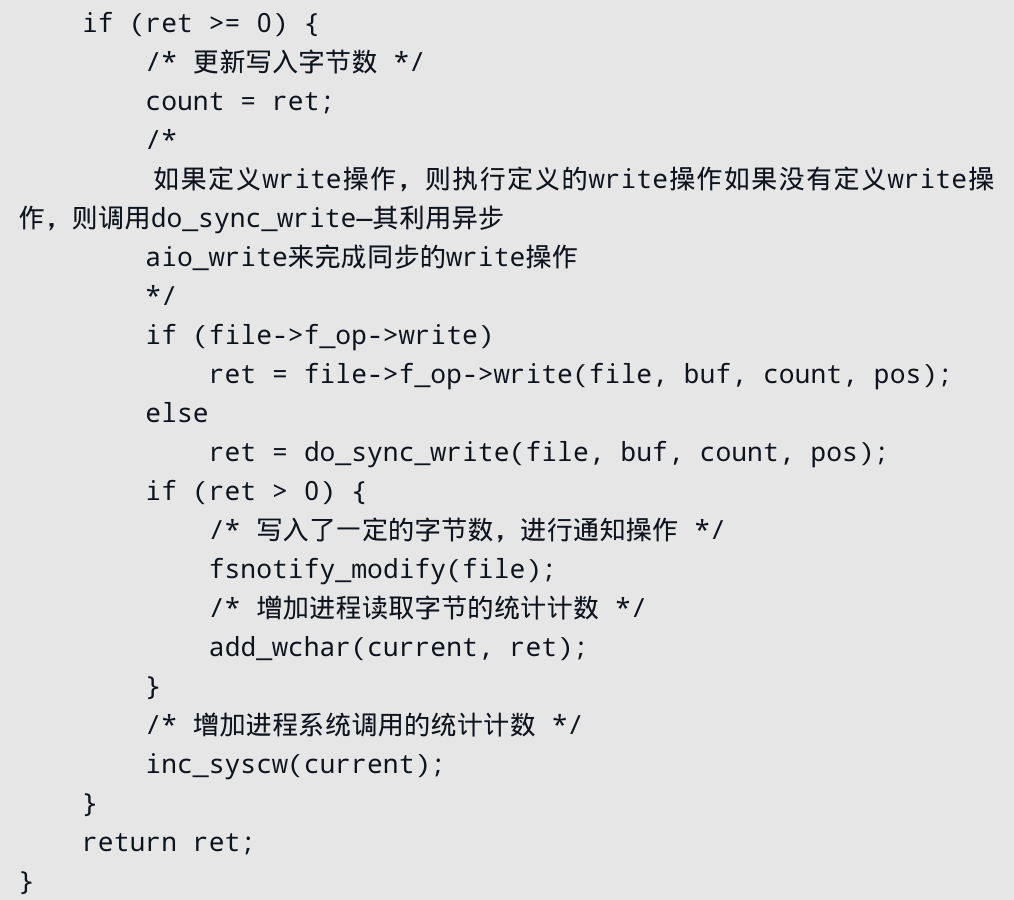 if (ret >= 0) {
        /* 更新写入字节数 */
        count = ret;
        /*
        如果定义write操作，则执行定义的write操作如果没有定义write操
作，则调用do_sync_write—其利用异步
        aio_write来完成同步的write操作
        */
        if (file->f_op->write)
            ret = file->f_op->write(file, buf, count, pos);
        else
            ret = do_sync_write(file, buf, count, pos);
        if (ret > 0) {
            /* 写入了一定的字节数，进行通知操作 */
            fsnotify_modify(file);
            /* 增加进程读取字节的统计计数 */
            add_wchar(current, ret);
        }
        /* 增加进程系统调用的统计计数 */
        inc_syscw(current);
    }
    return ret;
}